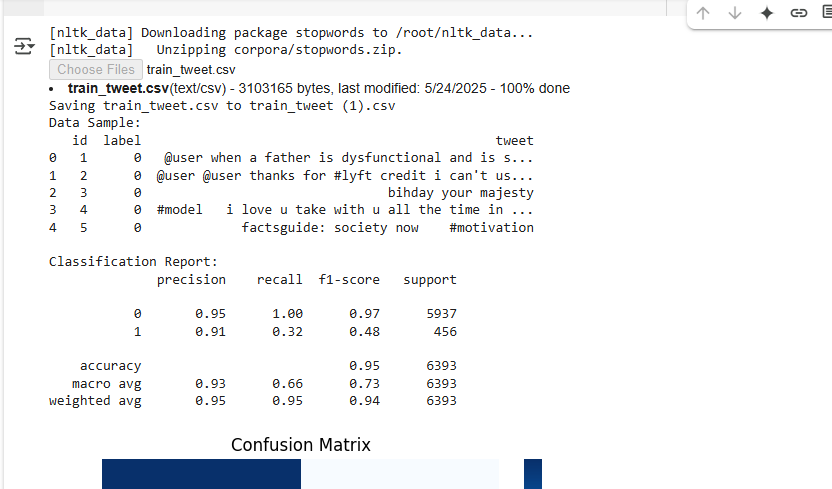 [nltk_data] Downloading package stopwords to /root/nltk_data...
[nltk_data]   Unzipping corpora/stopwords.zip.
Choose Files train_tweet.csv
• train_tweet.csv(text/csv) - 3103165 bytes, last modified: 5/24/2025 - 100% done
Saving train_tweet.csv to train_tweet (1).csv
Data Sample:
id label tweet
0 1 0 @user when a father is dysfunctional and is s...
1 2 0 @user @user thanks for #lyft credit i can't us...
2 3 0 bihday your majesty
3 4 0 #model   i love u take with u all the time in ...
4 5 0 factsguide: society now    #motivation
Classification Report:
precision recall f1-score support
0 0.95 1.00 0.97 5937
1 0.91 0.32 0.48 456
accuracy 0.95 6393
macro avg 0.93 0.66 0.73 6393
weighted avg 0.95 0.95 0.94 6393
Confusion Matrix